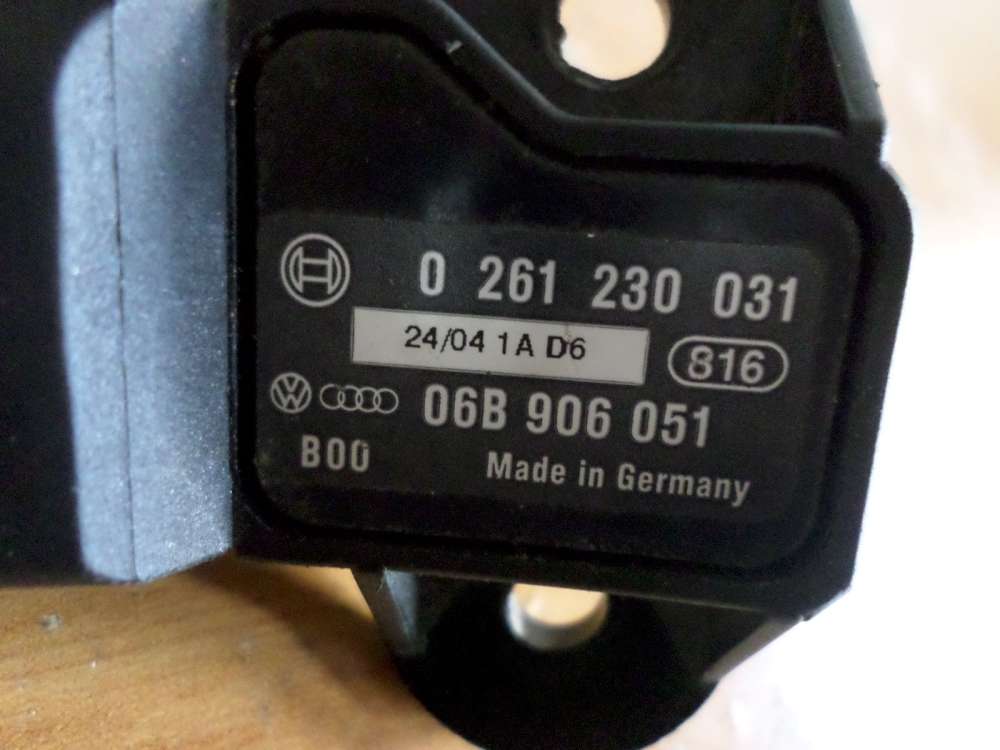 0 261 230 031
24/04 1A D6
816
06B 906 051
B00
Made in Germany